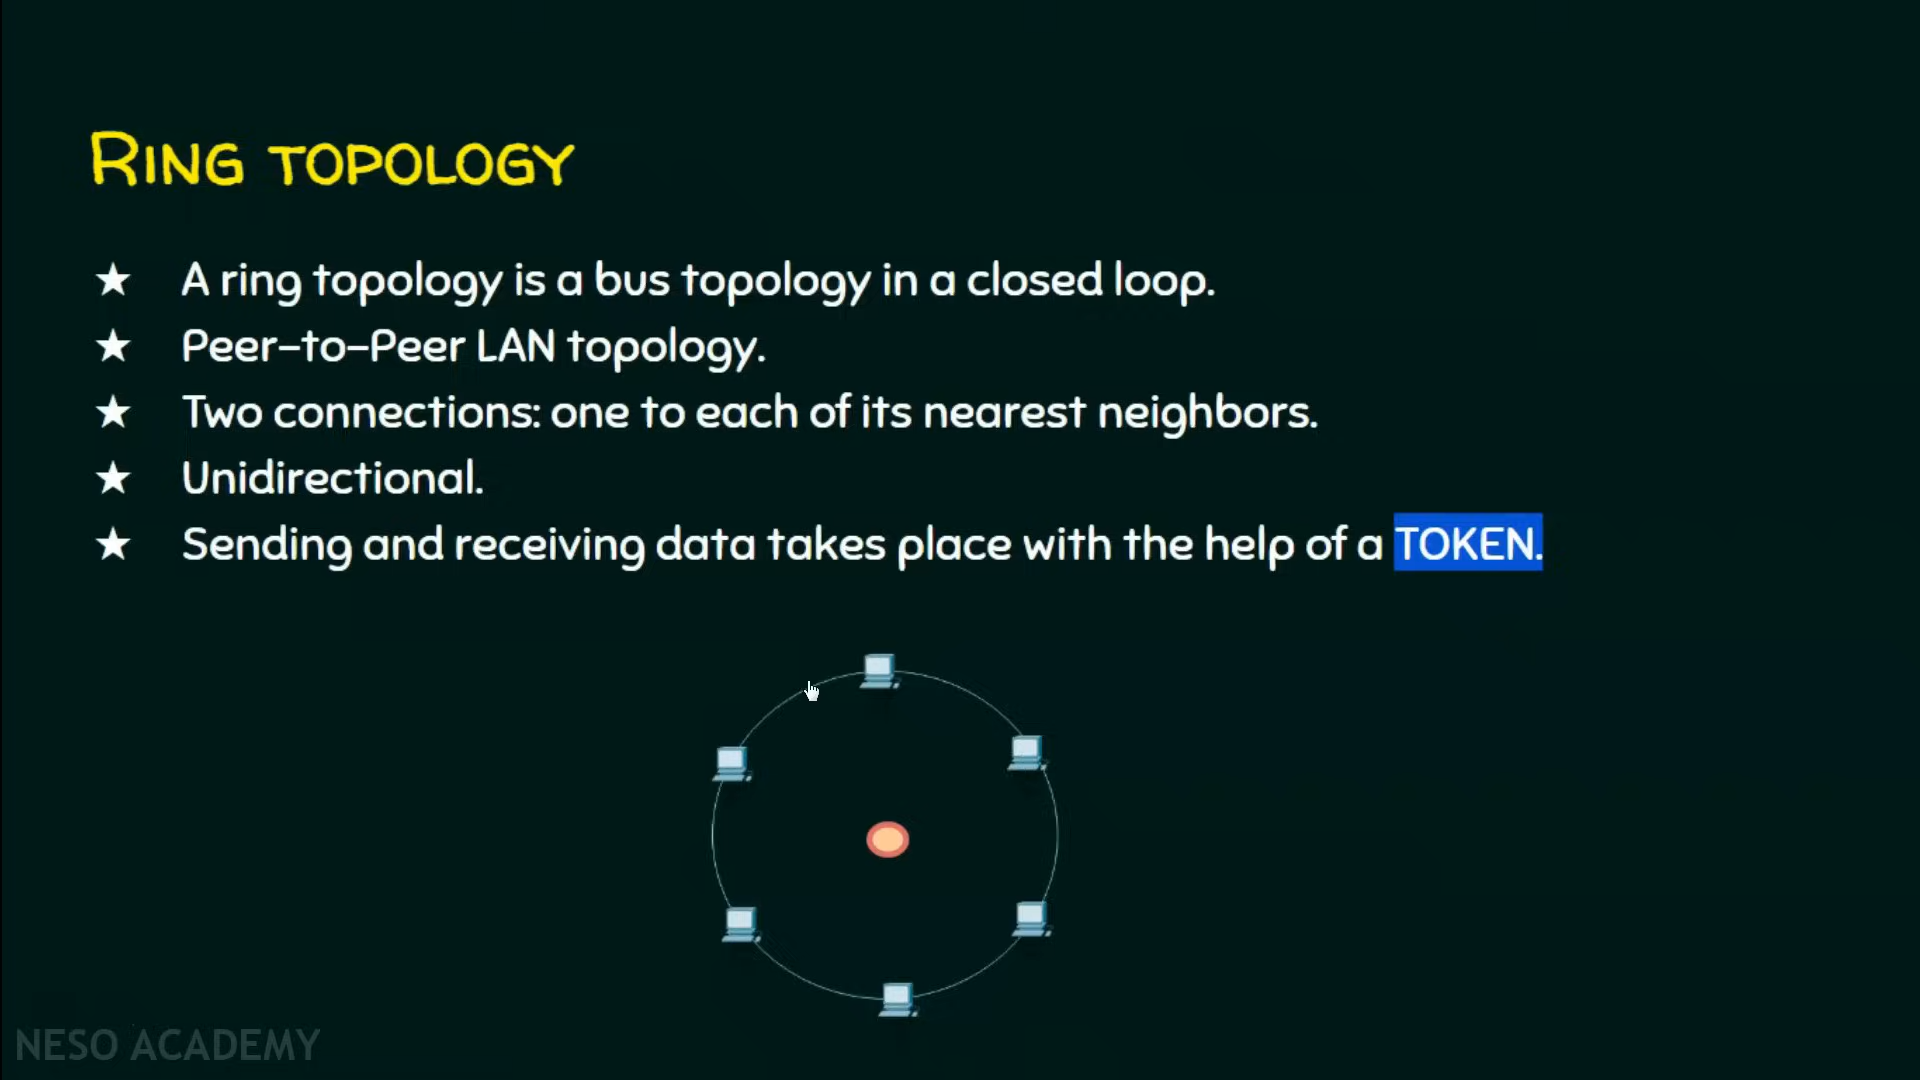 RING TOPOLOGY
★ A ring topology is a bus topology in a closed loop.
★ Peer-to-Peer LAN topology.
★ Two connections: one to each of its nearest neighbors.
★ Unidirectional.
★ Sending and receiving data takes place with the help of a TOKEN.
NESO ACADEMY